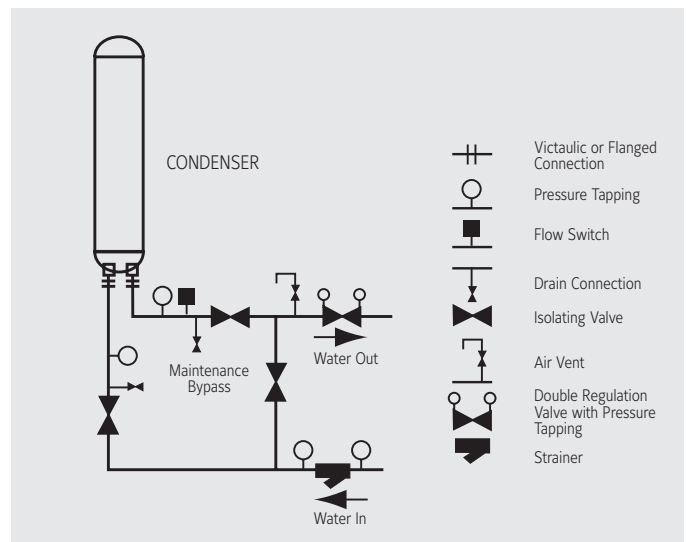 CONDENSER
Maintenance
Bypass
Water Out
Water In
Victaulic or Flanged
Connection
Pressure Tapping
Flow Switch
Drain Connection
Isolating Valve
Air Vent
Double Regulation
Valve with Pressure
Tapping
Strainer